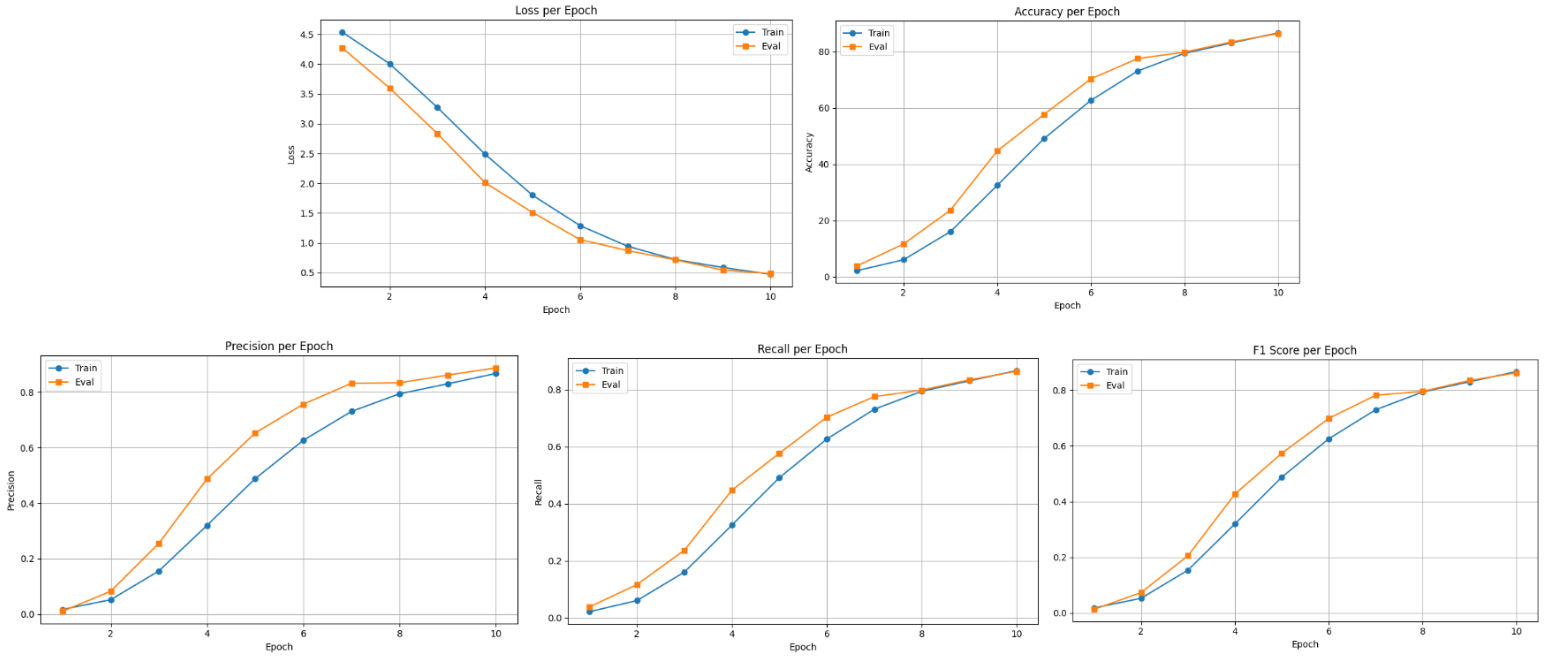 Loss per Epoch
Train
Eval
4.5
4.0
3.5
3.0
2.5
2.0
1.5
1.0
0.5
Loss
2 4 6 8 10
Epoch
Accuracy per Epoch
Train
Eval
80
60
40
20
0
Accuracy
2 4 6 8 10
Epoch
Precision per Epoch
Train
Eval
0.8
0.6
0.4
0.2
0.0
Precision
2 4 6 8 10
Epoch
Recall per Epoch
Train
Eval
0.8
0.6
0.4
0.2
0.0
Recall
2 4 6 8 10
Epoch
F1 Score per Epoch
Train
Eval
0.8
0.6
0.4
0.2
0.0
2 4 6 8 10
Epoch